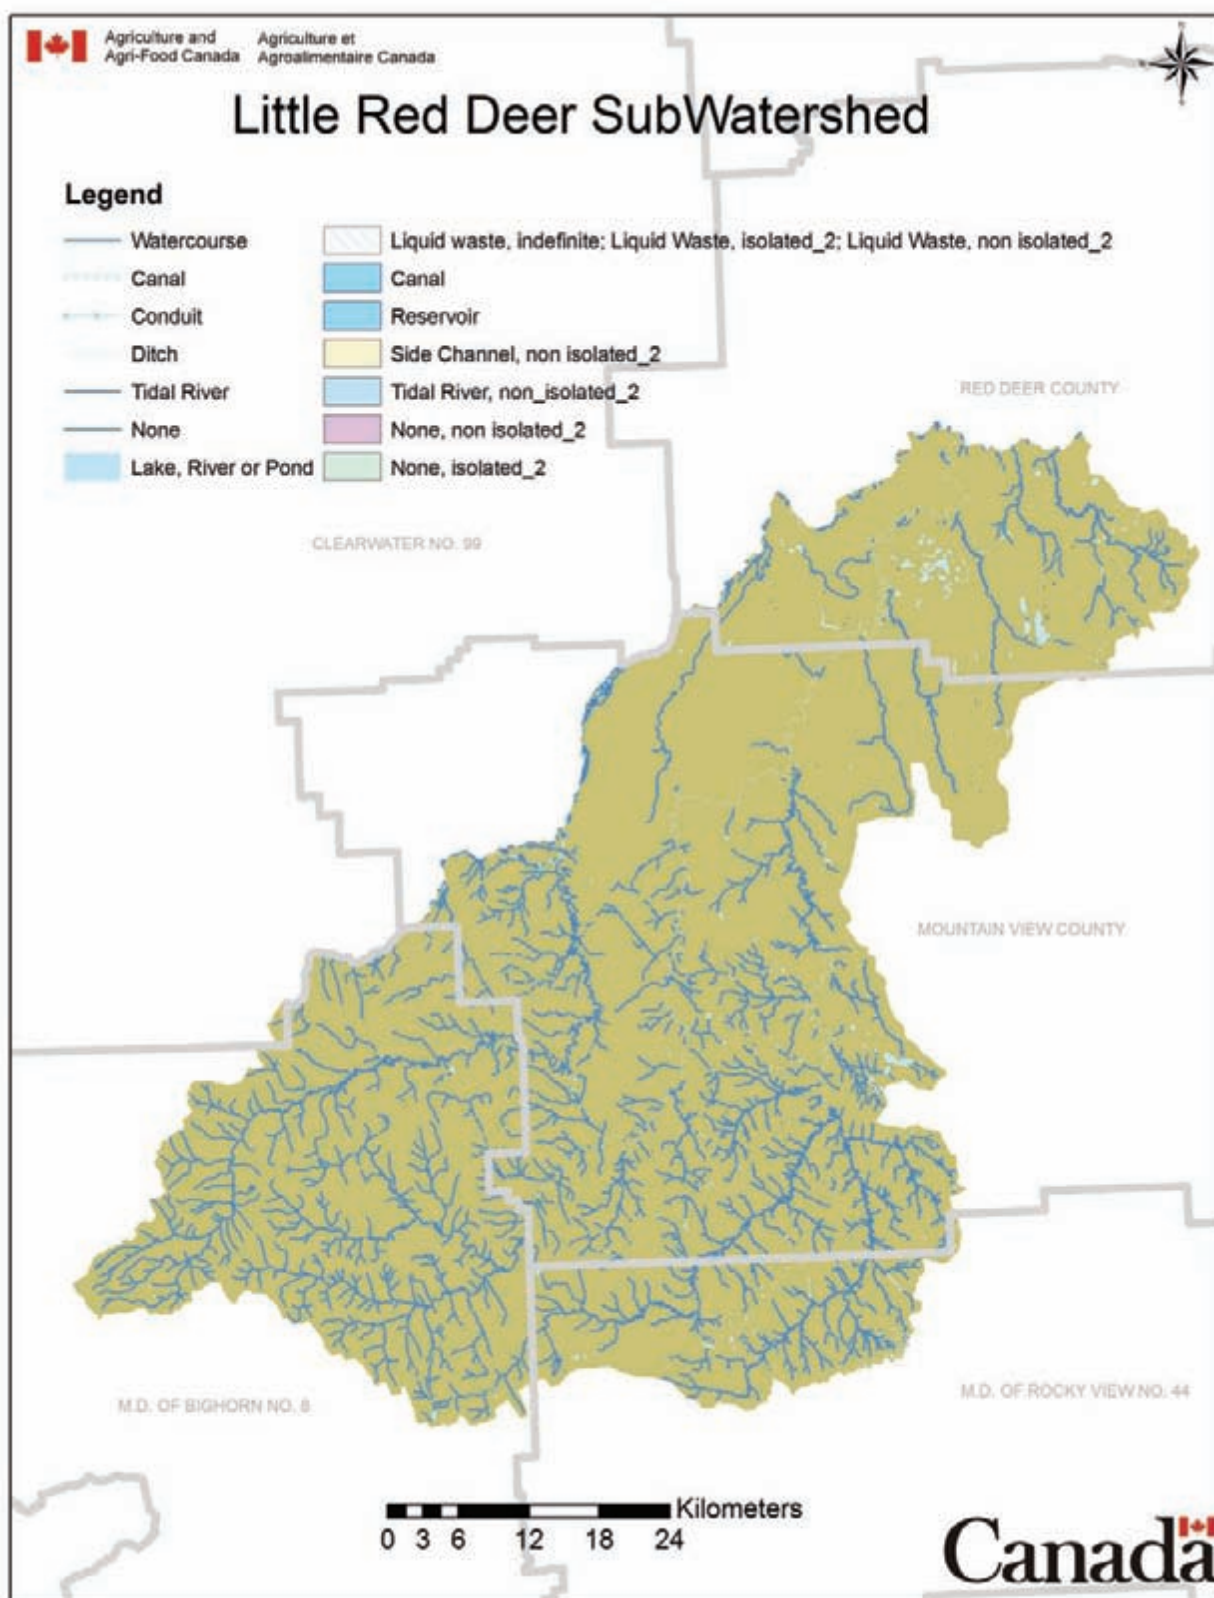 Agriculture and Agriculture et
Agri-Food Canada Agroalimentaire Canada
Little Red Deer SubWatershed
Legend
Watercourse
Canal
Conduit
Ditch
Tidal River
None
Lake, River or Pond
Liquid waste, indefinite; Liquid Waste, isolated_2; Liquid Waste, non isolated_2
Canal
Reservoir
Side Channel, non isolated_2
Tidal River, non_isolated_2
None, non isolated_2
None, isolated_2
RED DEER COUNTY
CLEARWATER NO. 99
MOUNTAIN VIEW COUNTY
M.D. OF BIGHORN NO. 8
M.D. OF ROCKY VIEW NO. 44
Kilometers
0 3 6 12 18 24
Canada